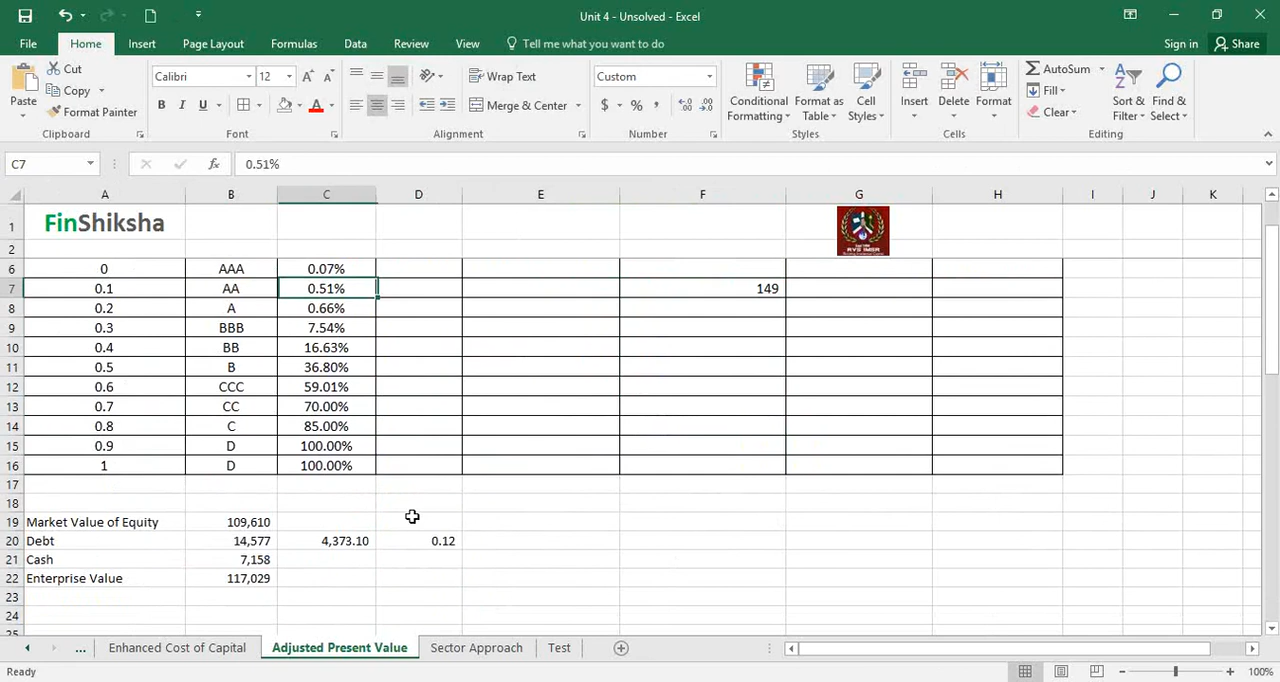 Unit 4 - Unsolved - Excel
File Home Insert Page Layout Formulas Data Review View Tell me what you want to do Sign in Share
Paste Cut Copy Format Painter Clipboard
Calibri 12 A A B I U A Font
Wrap Text Merge & Center Alignment
Custom $ % , Number
Conditional Formatting Format as Table Cell Styles Styles
Insert Delete Format Cells
AutoSum Fill Clear Sort & Filter Find & Select Editing
C7 fx 0.51%
A B C D E F G H I J K
1 FinShiksha RVS IMSR
2
6 0 AAA 0.07%
7 0.1 AA 0.51% 149
8 0.2 A 0.66%
9 0.3 BBB 7.54%
10 0.4 BB 16.63%
11 0.5 B 36.80%
12 0.6 CCC 59.01%
13 0.7 CC 70.00%
14 0.8 C 85.00%
15 0.9 D 100.00%
16 1 D 100.00%
17
18
19 Market Value of Equity 109,610
20 Debt 14,577 4,373.10 0.12
21 Cash 7,158
22 Enterprise Value 117,029
23
24
25
... Enhanced Cost of Capital Adjusted Present Value Sector Approach Test
Ready 100%